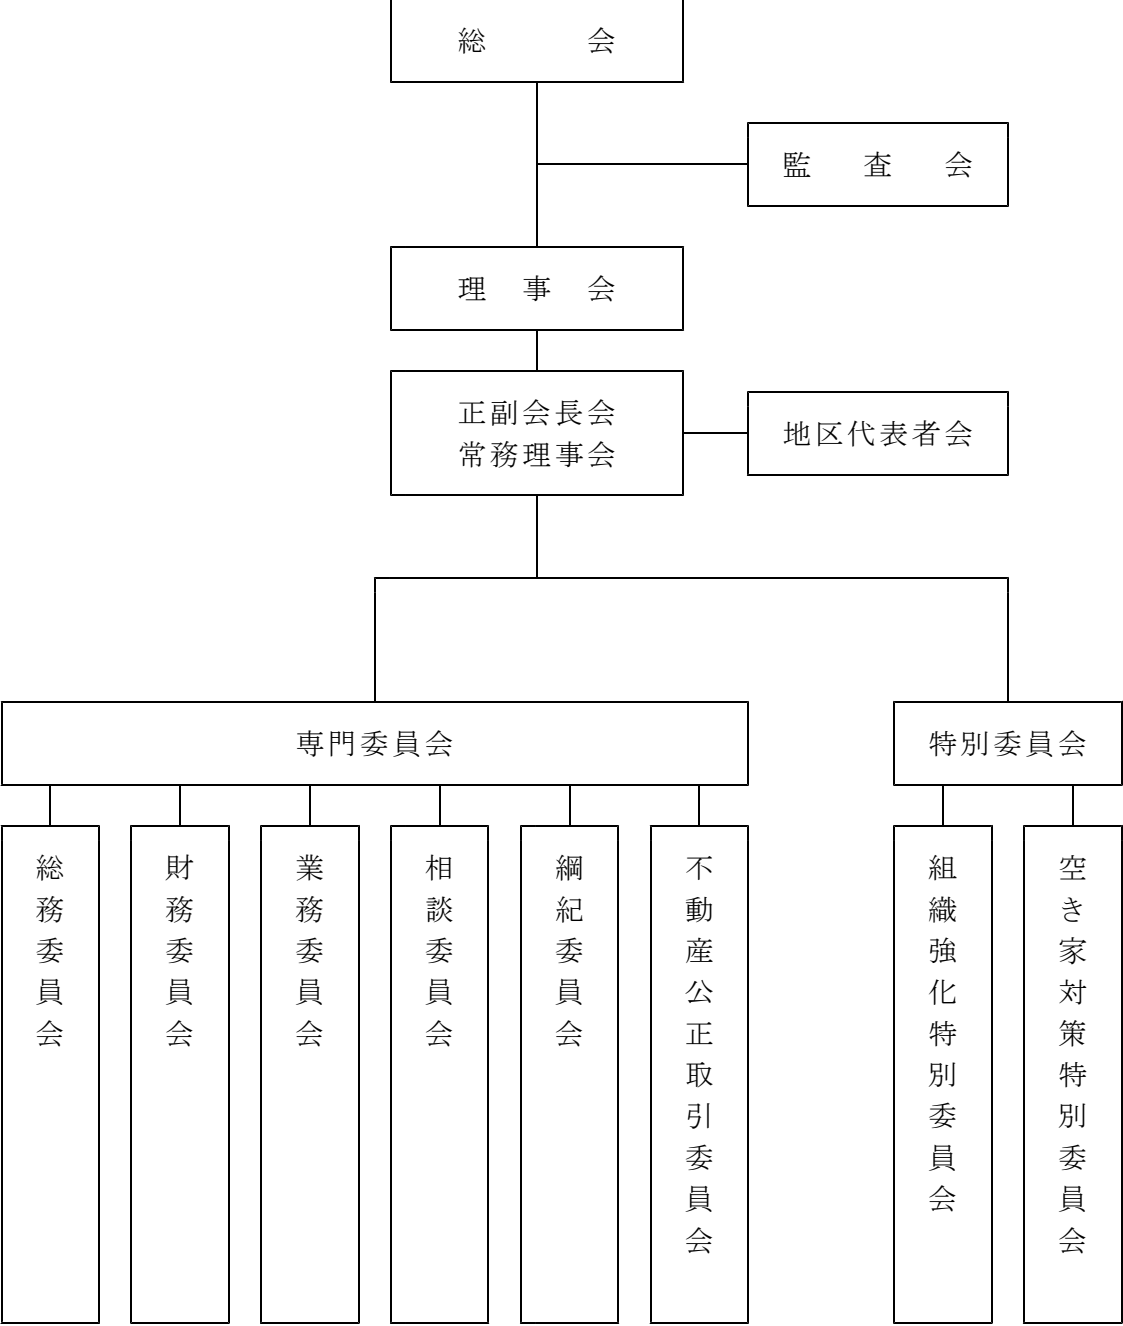 総会
監査会
理事会
正副会長会
常務理事会
地区代表者会
専門委員会
特別委員会
総務委員会
財務委員会
業務委員会
相談委員会
綱紀委員会
不動産公正取引委員会
組織強化特別委員会
空き家対策特別委員会